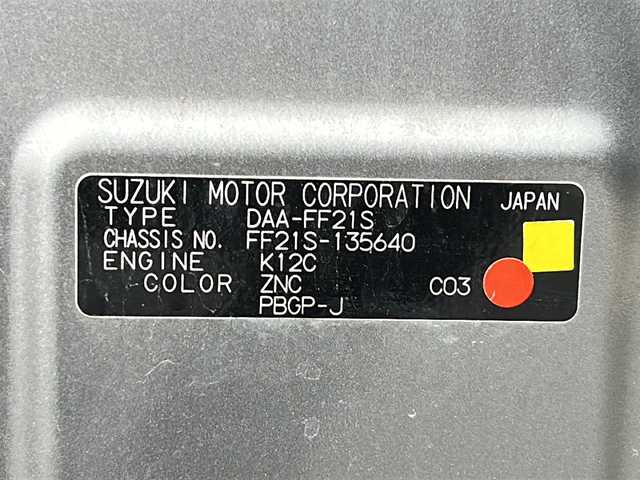 SUZUKI MOTOR CORPORATION JAPAN
TYPE DAA-FF21S
CHASSIS NO. FF21S-135640
ENGINE K12C
COLOR ZNC C03
PBGP-J